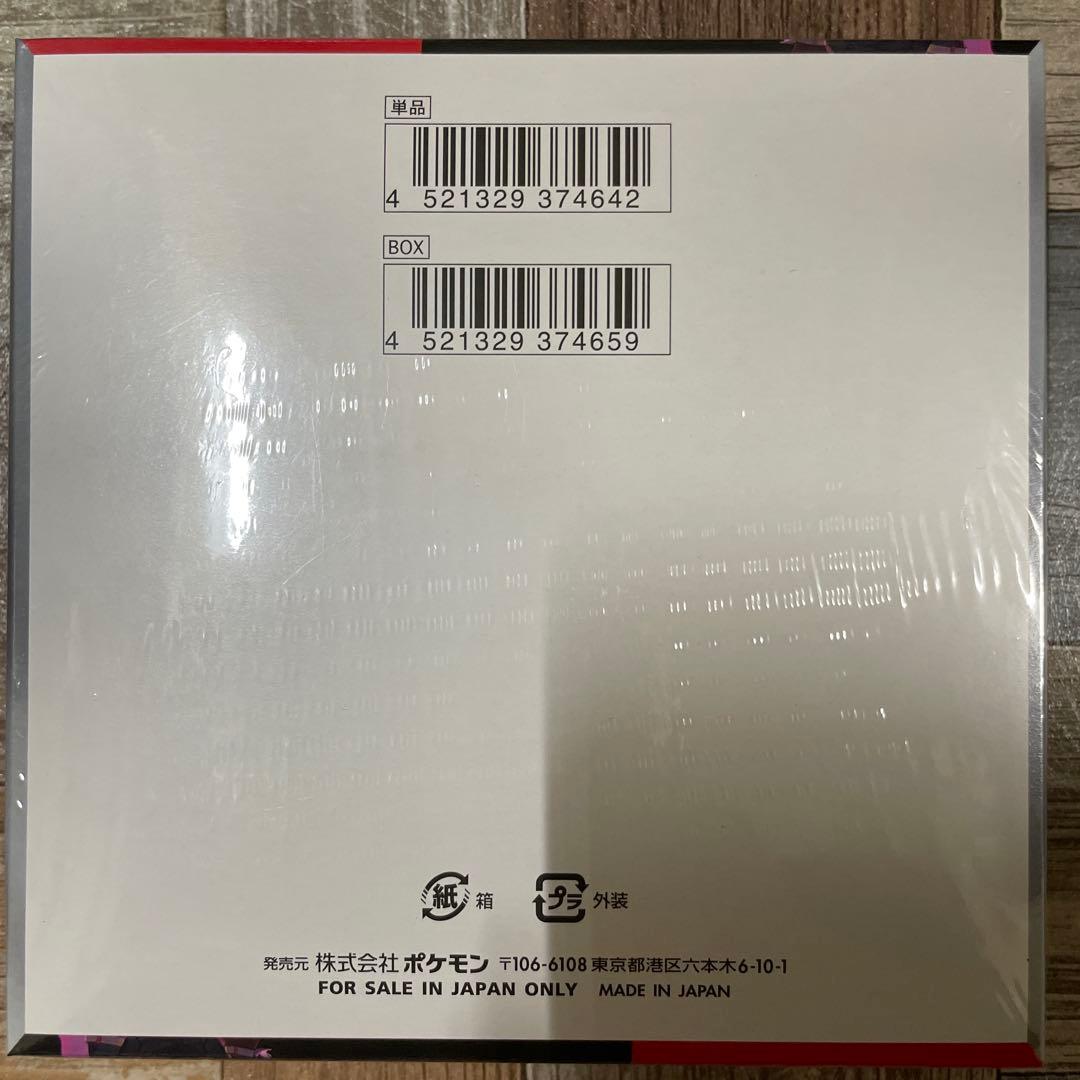 単品
4 521329 374642
BOX
4 521329 374659
紙 箱 プラ 外装
発売元 株式会社 ポケモン 〒106-6108 東京都港区六本木6-10-1
FOR SALE IN JAPAN ONLY MADE IN JAPAN